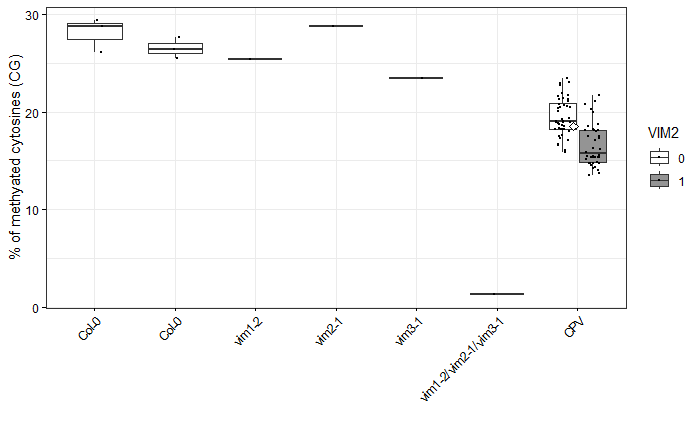 % of methyated cytosines (CG)
30
20
10
0
Col-0
Col-0
vim1-2
vim2-1
vim3-1
vim1-2/vim2-1/vim3-1
CPV
VIM2
0
1